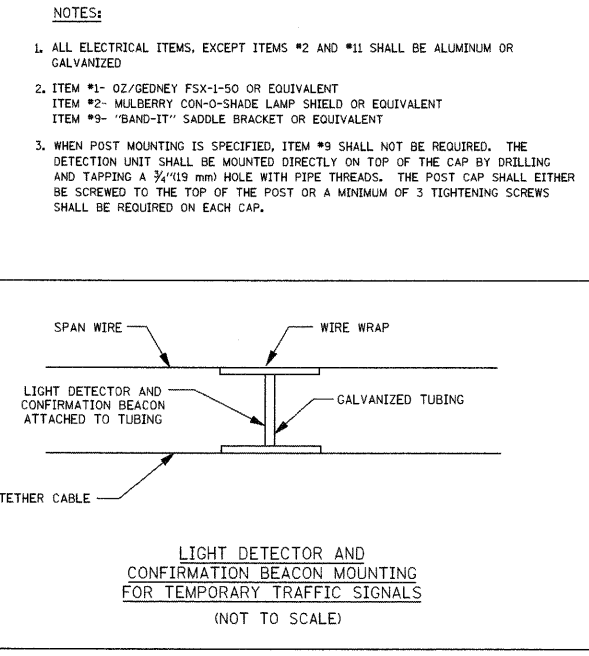 NOTES:
1. ALL ELECTRICAL ITEMS, EXCEPT ITEMS #2 AND #11 SHALL BE ALUMINUM OR
GALVANIZED
2. ITEM #1- OZ/GEDNEY FSX-1-50 OR EQUIVALENT
ITEM #2- MULBERRY CON-O-SHADE LAMP SHIELD OR EQUIVALENT
ITEM #9- "BAND-IT" SADDLE BRACKET OR EQUIVALENT
3. WHEN POST MOUNTING IS SPECIFIED, ITEM #9 SHALL NOT BE REQUIRED. THE
DETECTION UNIT SHALL BE MOUNTED DIRECTLY ON TOP OF THE CAP BY DRILLING
AND TAPPING A 3/4"(19 mm) HOLE WITH PIPE THREADS. THE POST CAP SHALL EITHER
BE SCREWED TO THE TOP OF THE POST OR A MINIMUM OF 3 TIGHTENING SCREWS
SHALL BE REQUIRED ON EACH CAP.
SPAN WIRE
WIRE WRAP
LIGHT DETECTOR AND
CONFIRMATION BEACON
ATTACHED TO TUBING
GALVANIZED TUBING
TETHER CABLE
LIGHT DETECTOR AND
CONFIRMATION BEACON MOUNTING
FOR TEMPORARY TRAFFIC SIGNALS
(NOT TO SCALE)